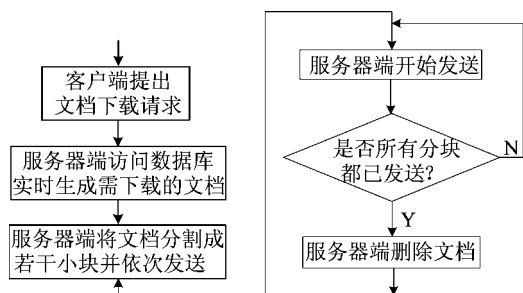 客户端提出
文档下载请求
服务器端访问数据库
实时生成需下载的文档
服务器端将文档分割成
若干小块并依次发送
服务器端开始发送
是否所有分块
都已发送?
N
Y
服务器端删除文档